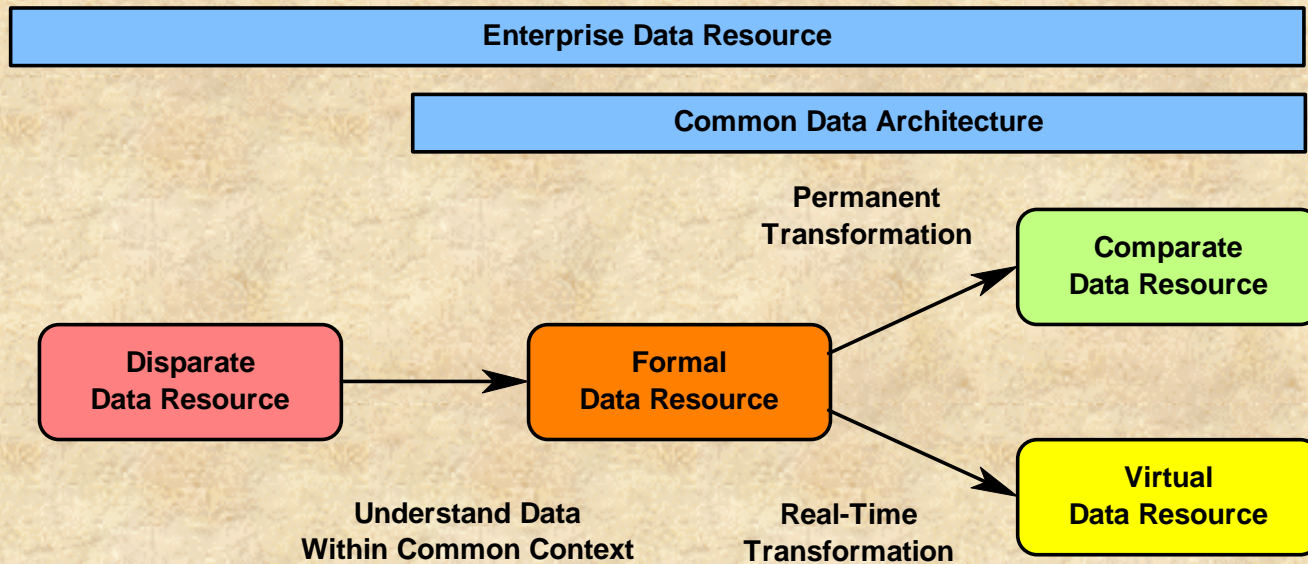 Enterprise Data Resource
Common Data Architecture
Permanent
Transformation
Comparate
Data Resource
Disparate
Data Resource
Formal
Data Resource
Virtual
Data Resource
Understand Data
Within Common Context
Real-Time
Transformation